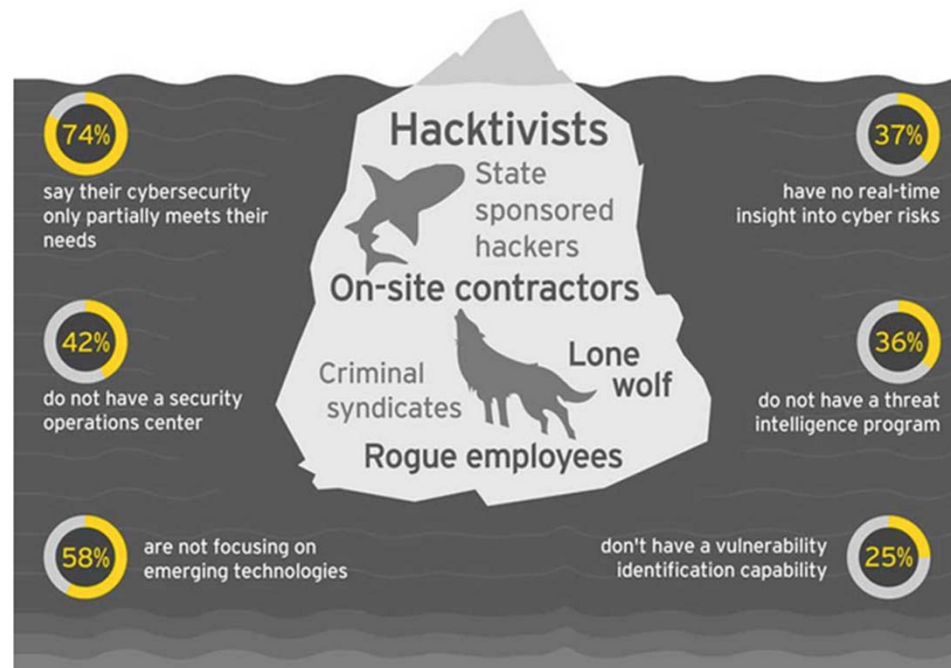 Hacktivists
State
sponsored
hackers
On-site contractors
Criminal
syndicates
Lone
wolf
Rogue employees
74%
say their cybersecurity
only partially meets their
needs
42%
do not have a security
operations center
58%
are not focusing on
emerging technologies
37%
have no real-time
insight into cyber risks
36%
do not have a threat
intelligence program
don't have a vulnerability
identification capability
25%